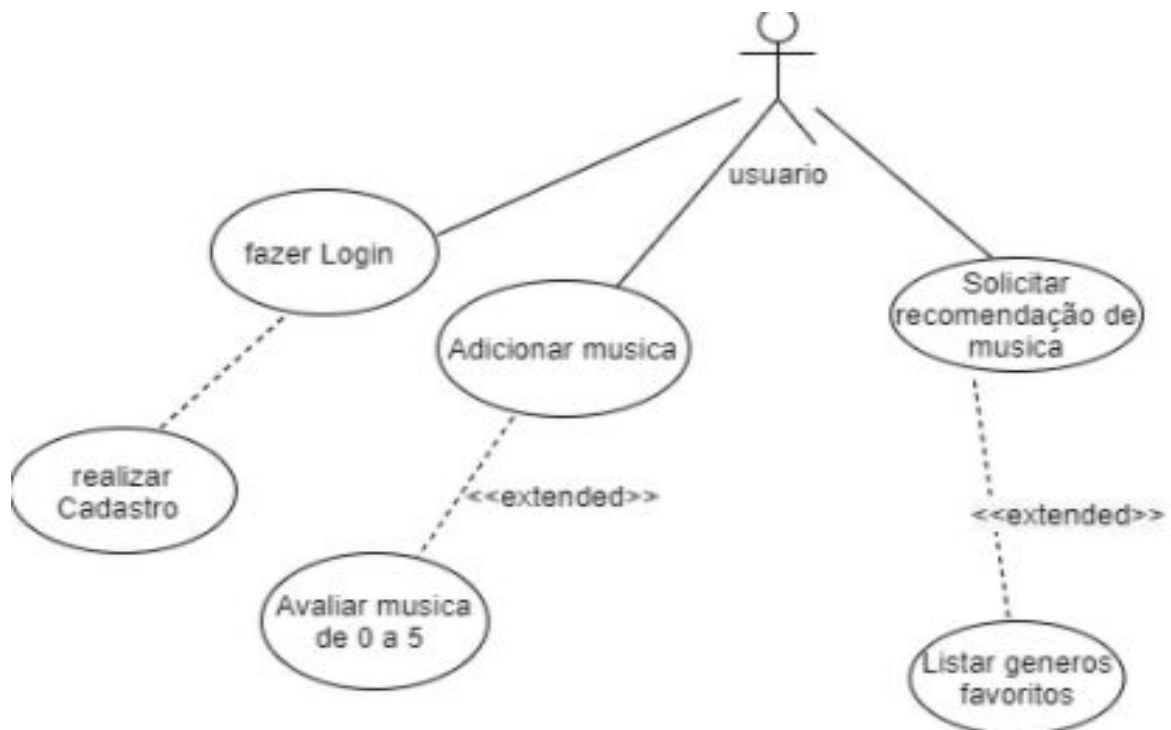 usuario
fazer Login
Solicitar
recomendação de
musica
Adicionar musica
realizar
Cadastro
<<extended>>
<<extended>>
Avaliar musica
de 0 a 5
Listar generos
favoritos